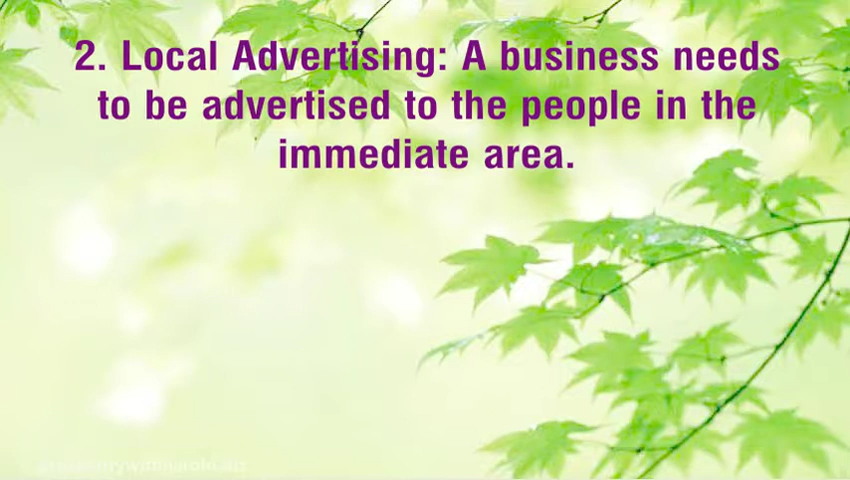 2. Local Advertising: A business needs
to be advertised to the people in the
immediate area.